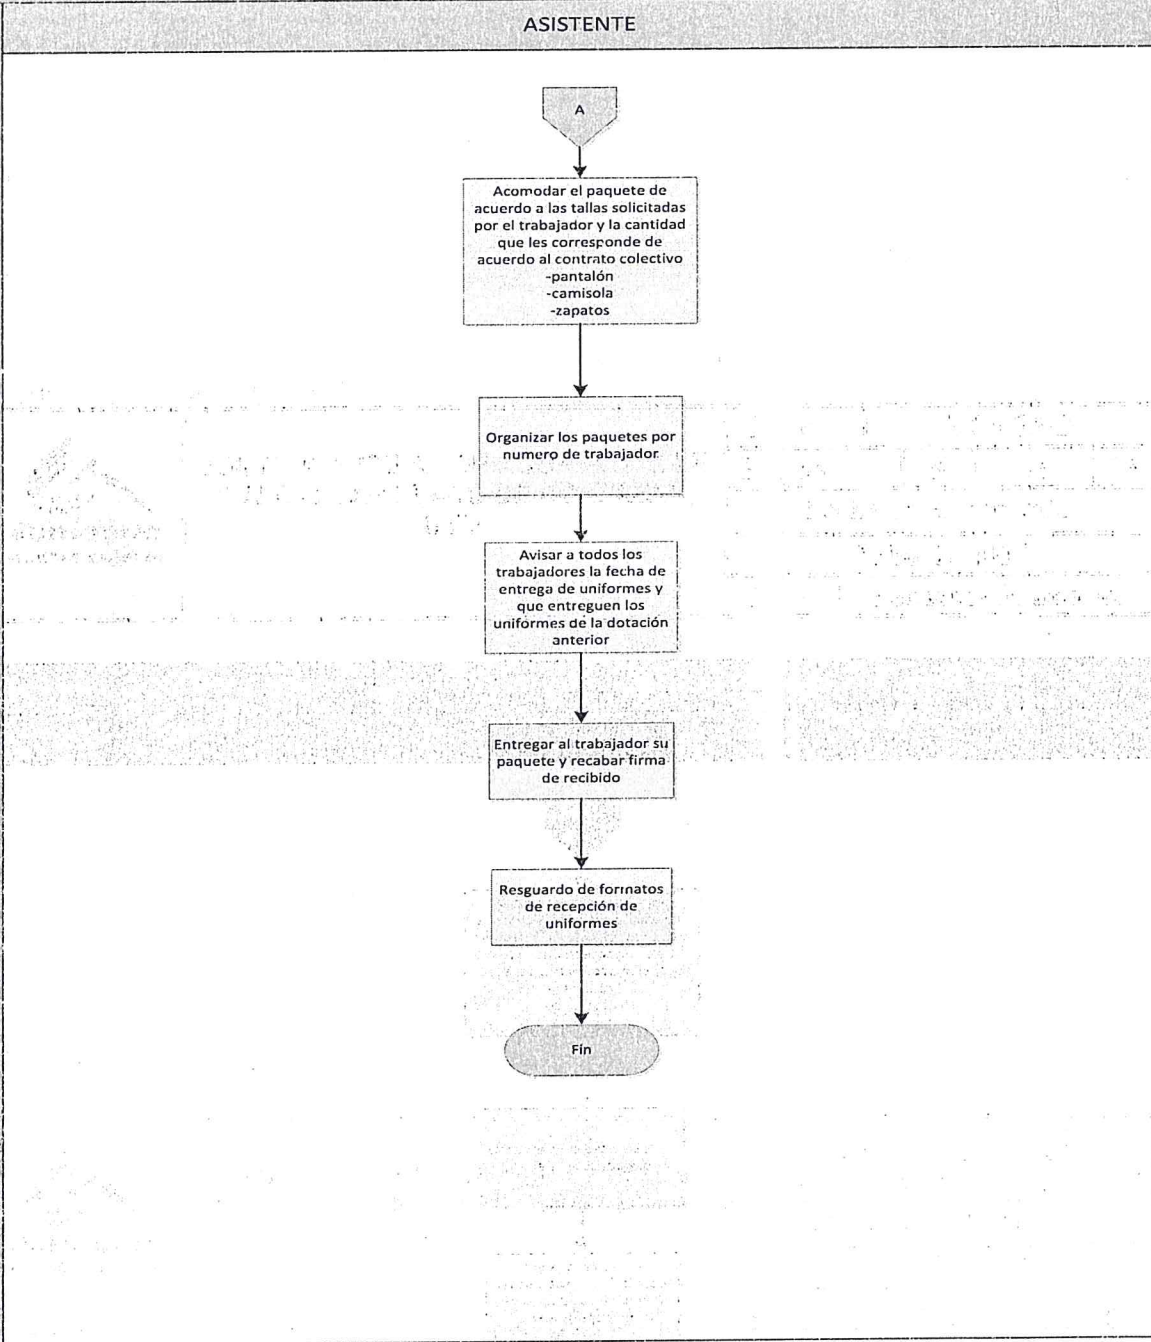 ASISTENTE
A
Acomodar el paquete de
acuerdo a las tallas solicitadas
por el trabajador y la cantidad
que les corresponde de
acuerdo al contrato colectivo
-pantalón
-camisola
-zapatos
Organizar los paquetes por
numero de trabajador
Avisar a todos los
trabajadores la fecha de
entrega de uniformes y
que entreguen los
uniformes de la dotación
anterior
Entregar al trabajador su
paquete y recabar firma
de recibido
Resguardo de formatos
de recepción de
uniformes
Fín